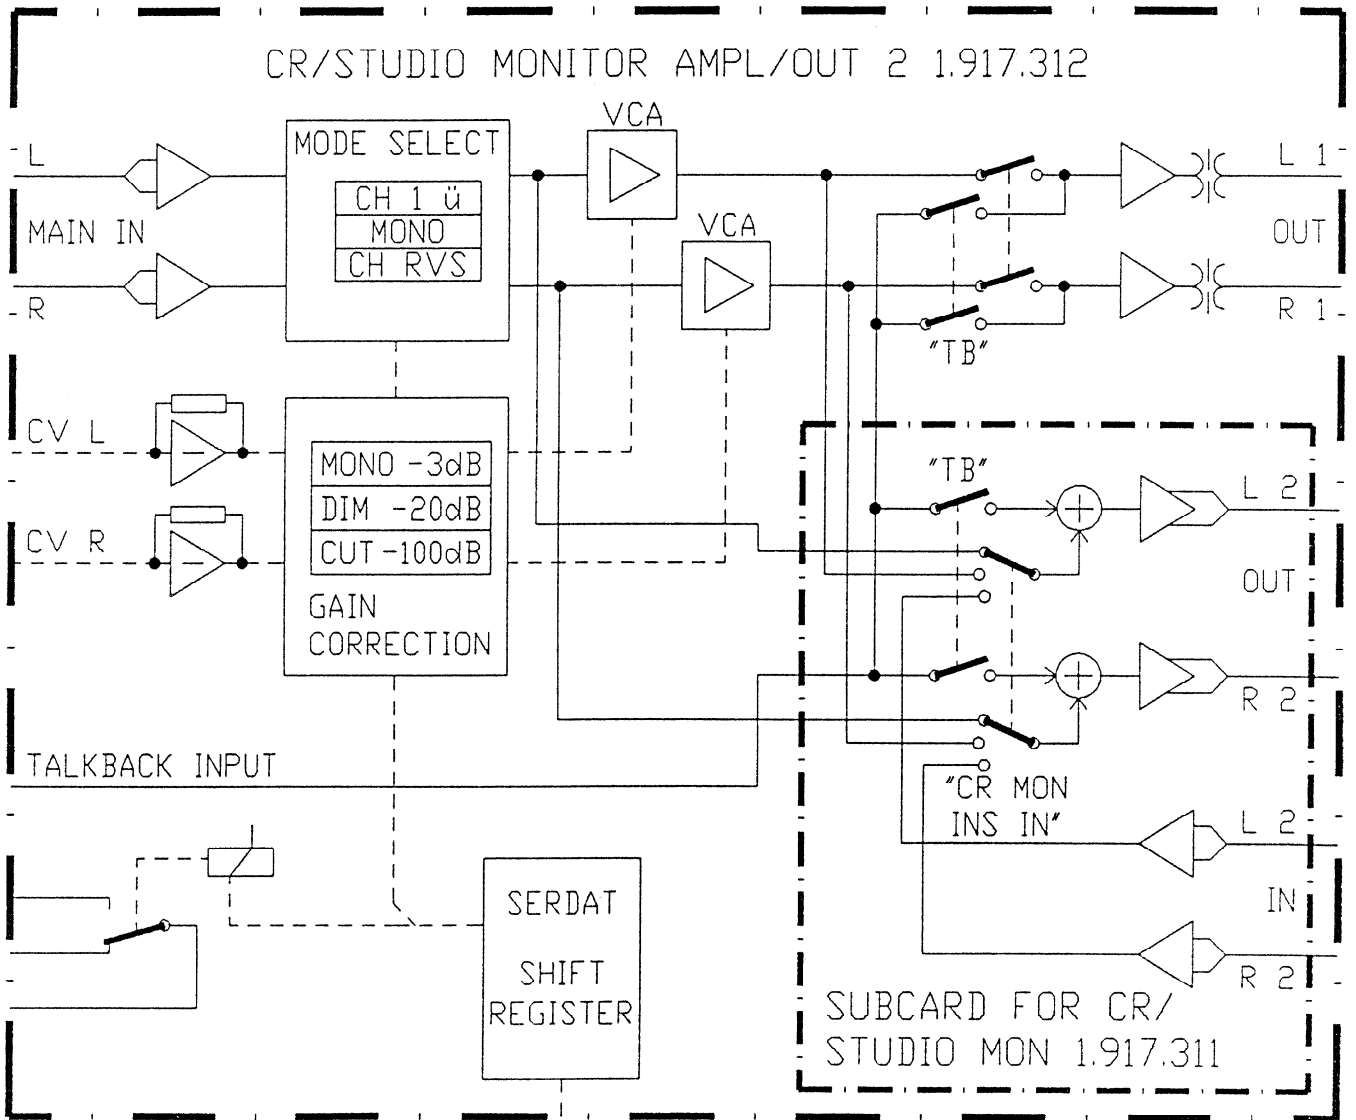 CR/STUDIO MONITOR AMPL/OUT 2 1.917.312
L
MAIN IN
R
MODE SELECT
CH 1 ü
MONO
CH RVS
VCA
VCA
L 1
OUT
R 1
"TB"
CV L
CV R
MONO -3dB
DIM -20dB
CUT -100dB
GAIN
CORRECTION
"TB"
L 2
OUT
R 2
TALKBACK INPUT
"CR MON
INS IN"
L 2
IN
R 2
SERDAT
SHIFT
REGISTER
SUBCARD FOR CR/
STUDIO MON 1.917.311